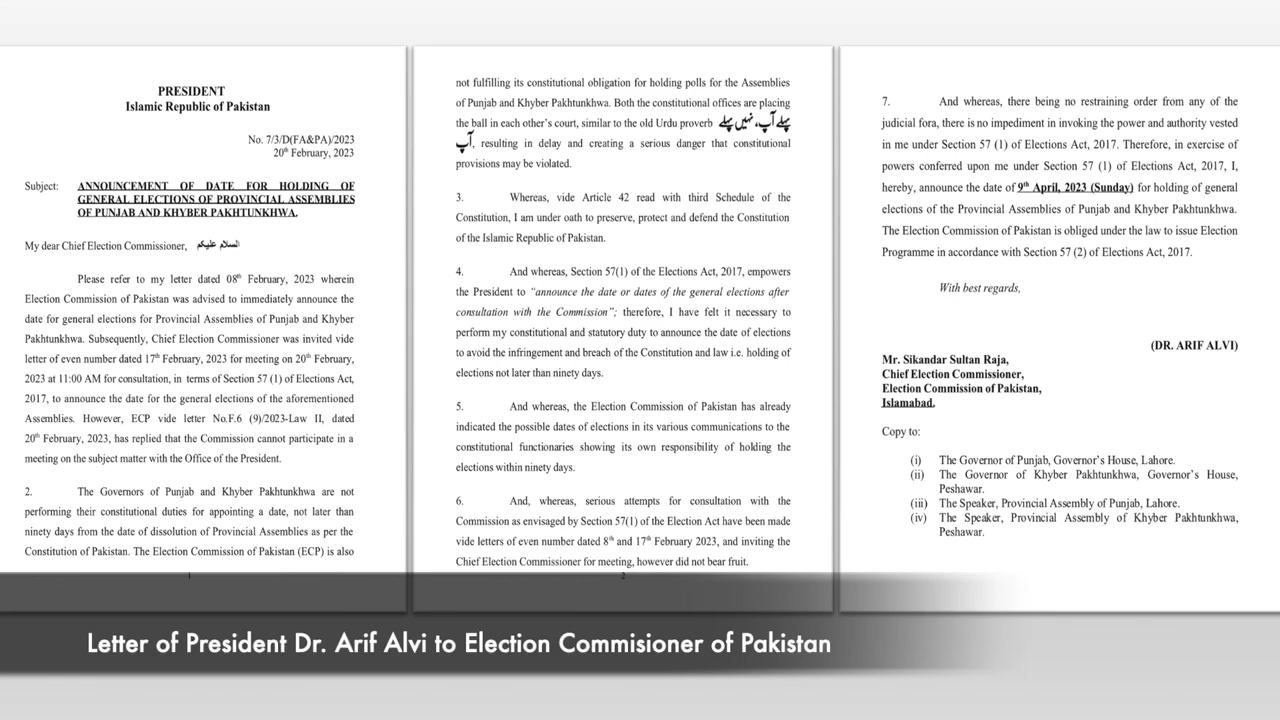 PRESIDENT
Islamic Republic of Pakistan
No. 7/3/D(FA&PA)/2023
20th February, 2023
Subject: ANNOUNCEMENT OF DATE FOR HOLDING OF
GENERAL ELECTIONS OF PROVINCIAL ASSEMBLIES
OF PUNJAB AND KHYBER PAKHTUNKHWA.
My dear Chief Election Commissioner, السلام علیکم
Please refer to my letter dated 08th February, 2023 wherein
Election Commission of Pakistan was advised to immediately announce the
date for general elections for Provincial Assemblies of Punjab and Khyber
Pakhtunkhwa. Subsequently, Chief Election Commissioner was invited vide
letter of even number dated 17th February, 2023 for meeting on 20th February,
2023 at 11:00 AM for consultation, in terms of Section 57 (1) of Elections Act,
2017, to announce the date for the general elections of the aforementioned
Assemblies. However, ECP vide letter No.F.6 (9)/2023-Law II, dated
20th February, 2023, has replied that the Commission cannot participate in a
meeting on the subject matter with the Office of the President.
2. The Governors of Punjab and Khyber Pakhtunkhwa are not
performing their constitutional duties for appointing a date, not later than
ninety days from the date of dissolution of Provincial Assemblies as per the
Constitution of Pakistan. The Election Commission of Pakistan (ECP) is also
1
not fulfilling its constitutional obligation for holding polls for the Assemblies
of Punjab and Khyber Pakhtunkhwa. Both the constitutional offices are placing
the ball in each other's court, similar to the old Urdu proverb پہلے آپ، نہیں پہلے
آپ, resulting in delay and creating a serious danger that constitutional
provisions may be violated.
3. Whereas, vide Article 42 read with third Schedule of the
Constitution, I am under oath to preserve, protect and defend the Constitution
of the Islamic Republic of Pakistan.
4. And whereas, Section 57(1) of the Elections Act, 2017, empowers
the President to "announce the date or dates of the general elections after
consultation with the Commission"; therefore, I have felt it necessary to
perform my constitutional and statutory duty to announce the date of elections
to avoid the infringement and breach of the Constitution and law i.e. holding of
elections not later than ninety days.
5. And whereas, the Election Commission of Pakistan has already
indicated the possible dates of elections in its various communications to the
constitutional functionaries showing its own responsibility of holding the
elections within ninety days.
6. And, whereas, serious attempts for consultation with the
Commission as envisaged by Section 57(1) of the Election Act have been made
vide letters of even number dated 8th and 17th February 2023, and inviting the
Chief Election Commissioner for meeting, however did not bear fruit.
2
7. And whereas, there being no restraining order from any of the
judicial fora, there is no impediment in invoking the power and authority vested
in me under Section 57 (1) of Elections Act, 2017. Therefore, in exercise of
powers conferred upon me under Section 57 (1) of Elections Act, 2017, I,
hereby, announce the date of 9th April, 2023 (Sunday) for holding of general
elections of the Provincial Assemblies of Punjab and Khyber Pakhtunkhwa.
The Election Commission of Pakistan is obliged under the law to issue Election
Programme in accordance with Section 57 (2) of Elections Act, 2017.
With best regards,
(DR. ARIF ALVI)
Mr. Sikandar Sultan Raja,
Chief Election Commissioner,
Election Commission of Pakistan,
Islamabad.
Copy to:
(i) The Governor of Punjab, Governor's House, Lahore.
(ii) The Governor of Khyber Pakhtunkhwa, Governor's House,
Peshawar.
(iii) The Speaker, Provincial Assembly of Punjab, Lahore.
(iv) The Speaker, Provincial Assembly of Khyber Pakhtunkhwa,
Peshawar.
Letter of President Dr. Arif Alvi to Election Commisioner of Pakistan